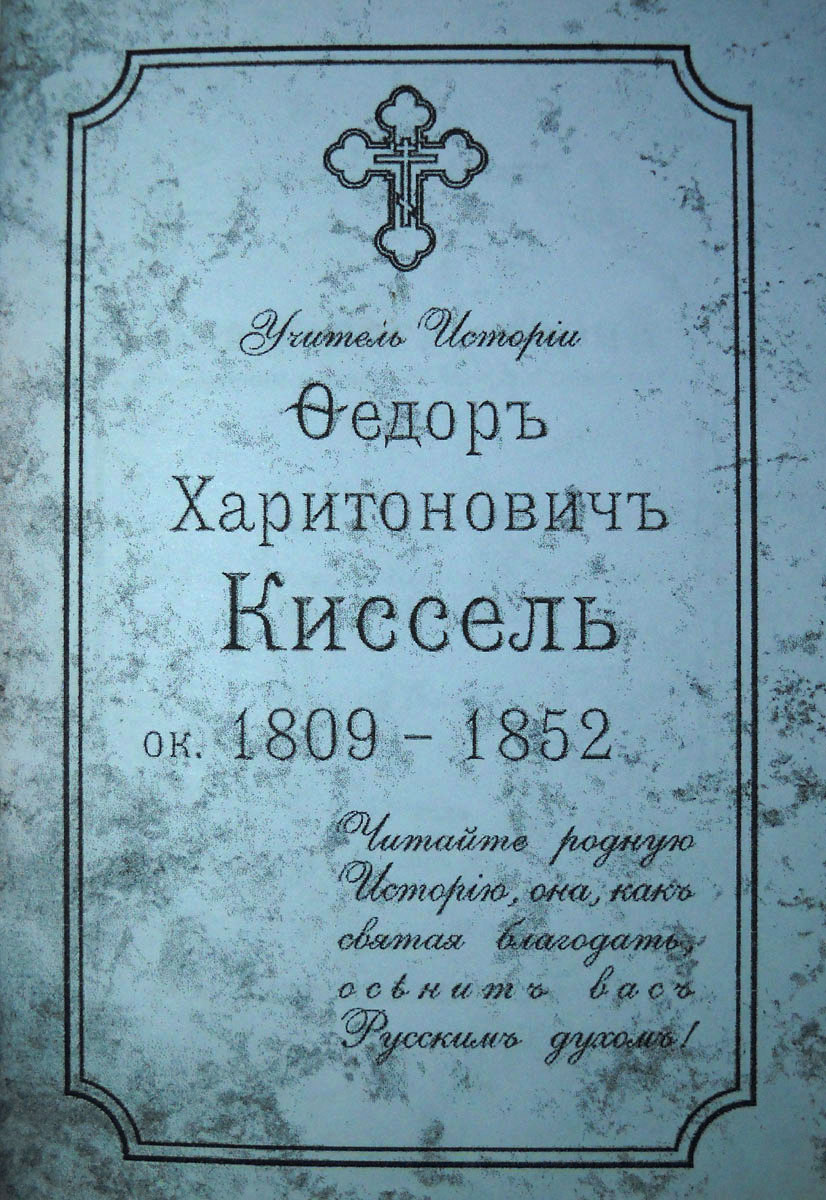 Учитель Исторіи
Ѳедоръ
Харитоновичъ
Киссель
ок. 1809 – 1852
Читайте родную
Исторію, она, какъ
святая благодать,
осѣнитъ васъ
Русскимъ духомъ!